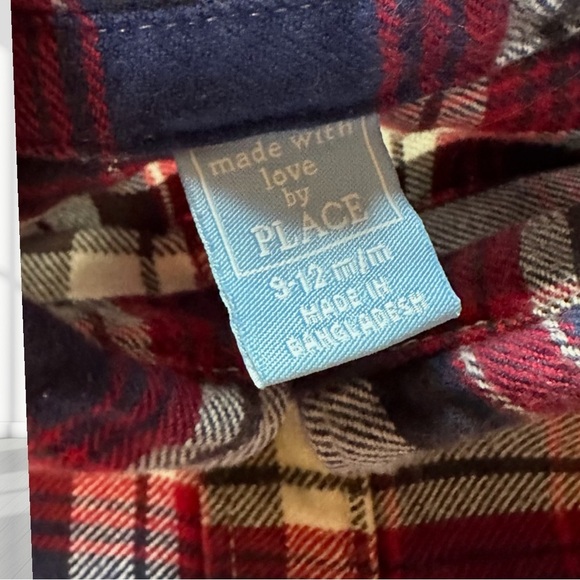 made with
love
by
PLACE
9-12 m/m
MADE IN
BANGLADESH